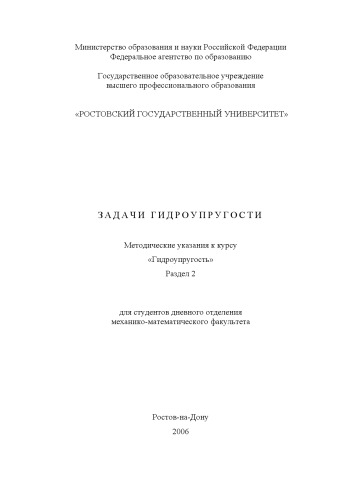 Министерство образования и науки Российской Федерации
Федеральное агентство по образованию
Государственное образовательное учреждение
высшего профессионального образования
«РОСТОВСКИЙ ГОСУДАРСТВЕННЫЙ УНИВЕРСИТЕТ»
ЗАДАЧИ ГИДРОУПРУГОСТИ
Методические указания к курсу
«Гидроупругость»
Раздел 2
для студентов дневного отделения
механико-математического факультета
Ростов-на-Дону
2006